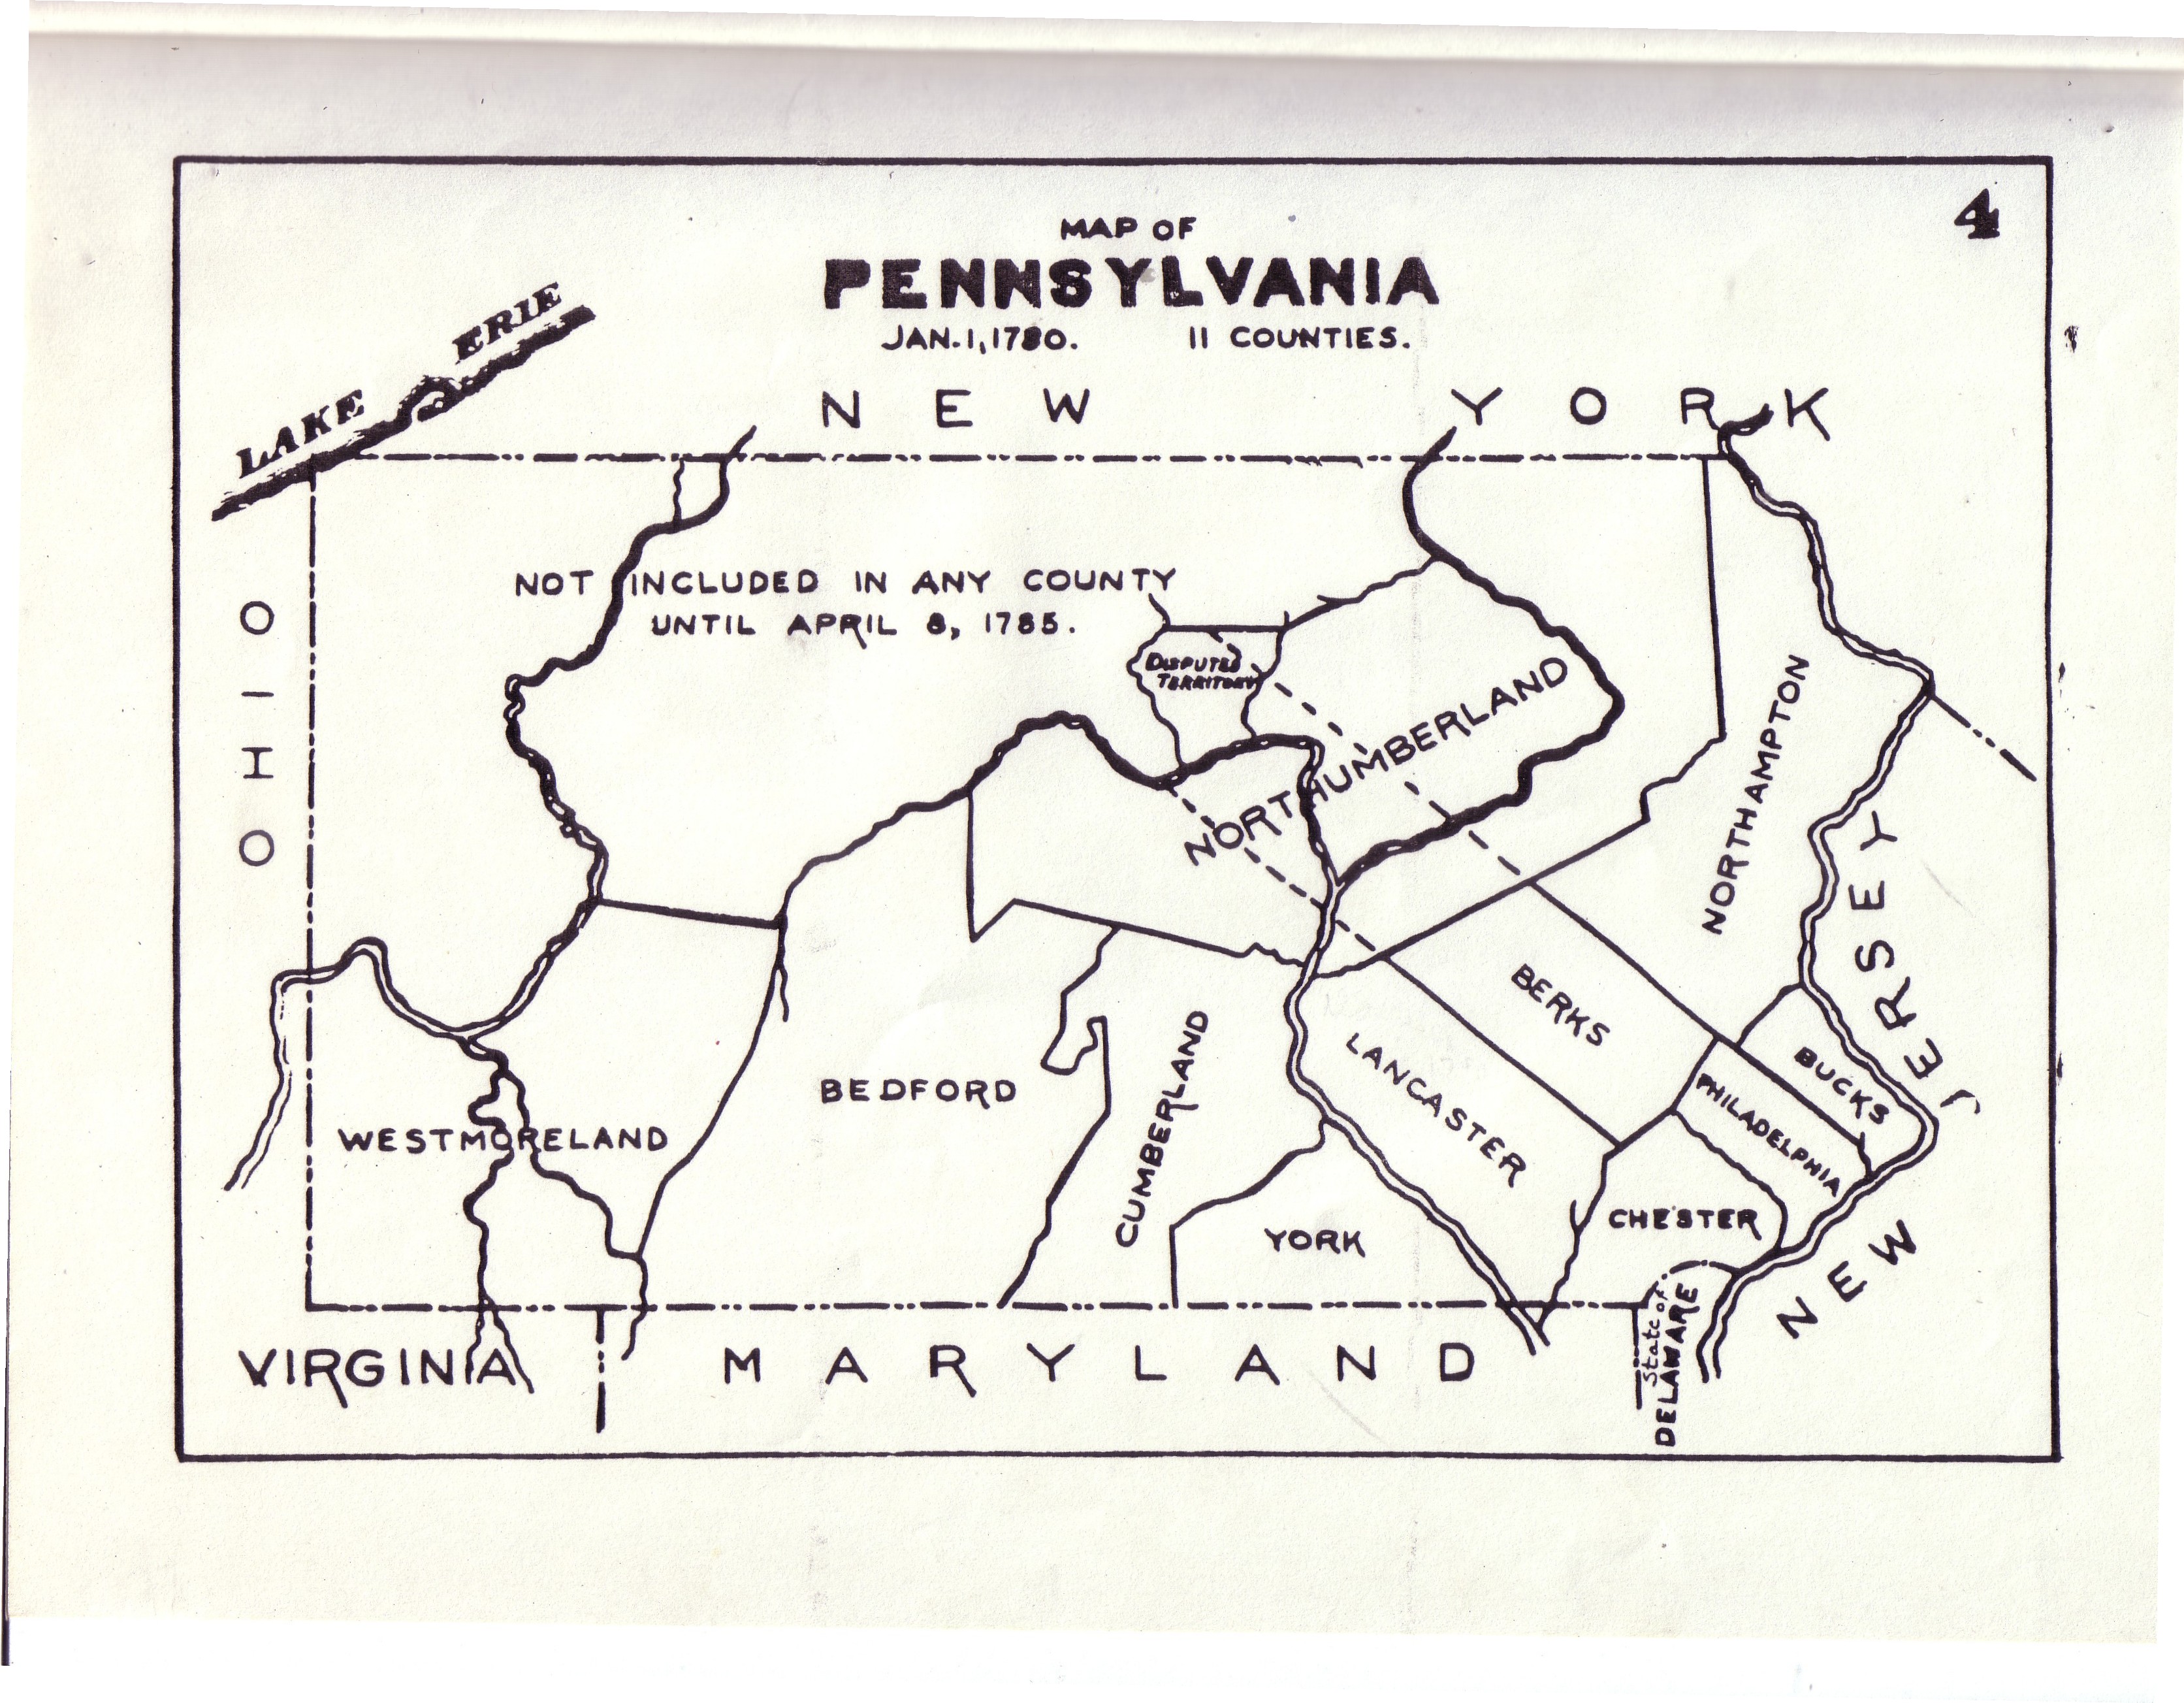 4
MAP OF
PENNSYLVANIA
JAN. 1, 1780. 11 COUNTIES.
LAKE ERIE
NEW YORK
OHIO
NOT INCLUDED IN ANY COUNTY
UNTIL APRIL 8, 1785.
DISPUTED
TERRITORY
NORTHUMBERLAND
NORTHAMPTON
NEW JERSEY
BERKS
BUCKS
LANCASTER
PHILADELPHIA
BEDFORD
CUMBERLAND
WESTMORELAND
YORK
CHESTER
State of
DELAWARE
VIRGINIA
MARYLAND